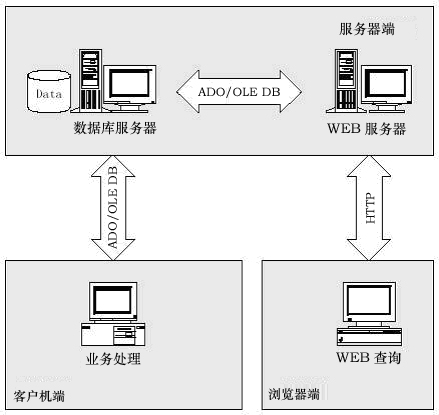 服务器端
Data
ADO/OLE DB
数据库服务器
WEB 服务器
ADO/OLE DB
HTTP
业务处理
WEB 查询
客户机端
浏览器端